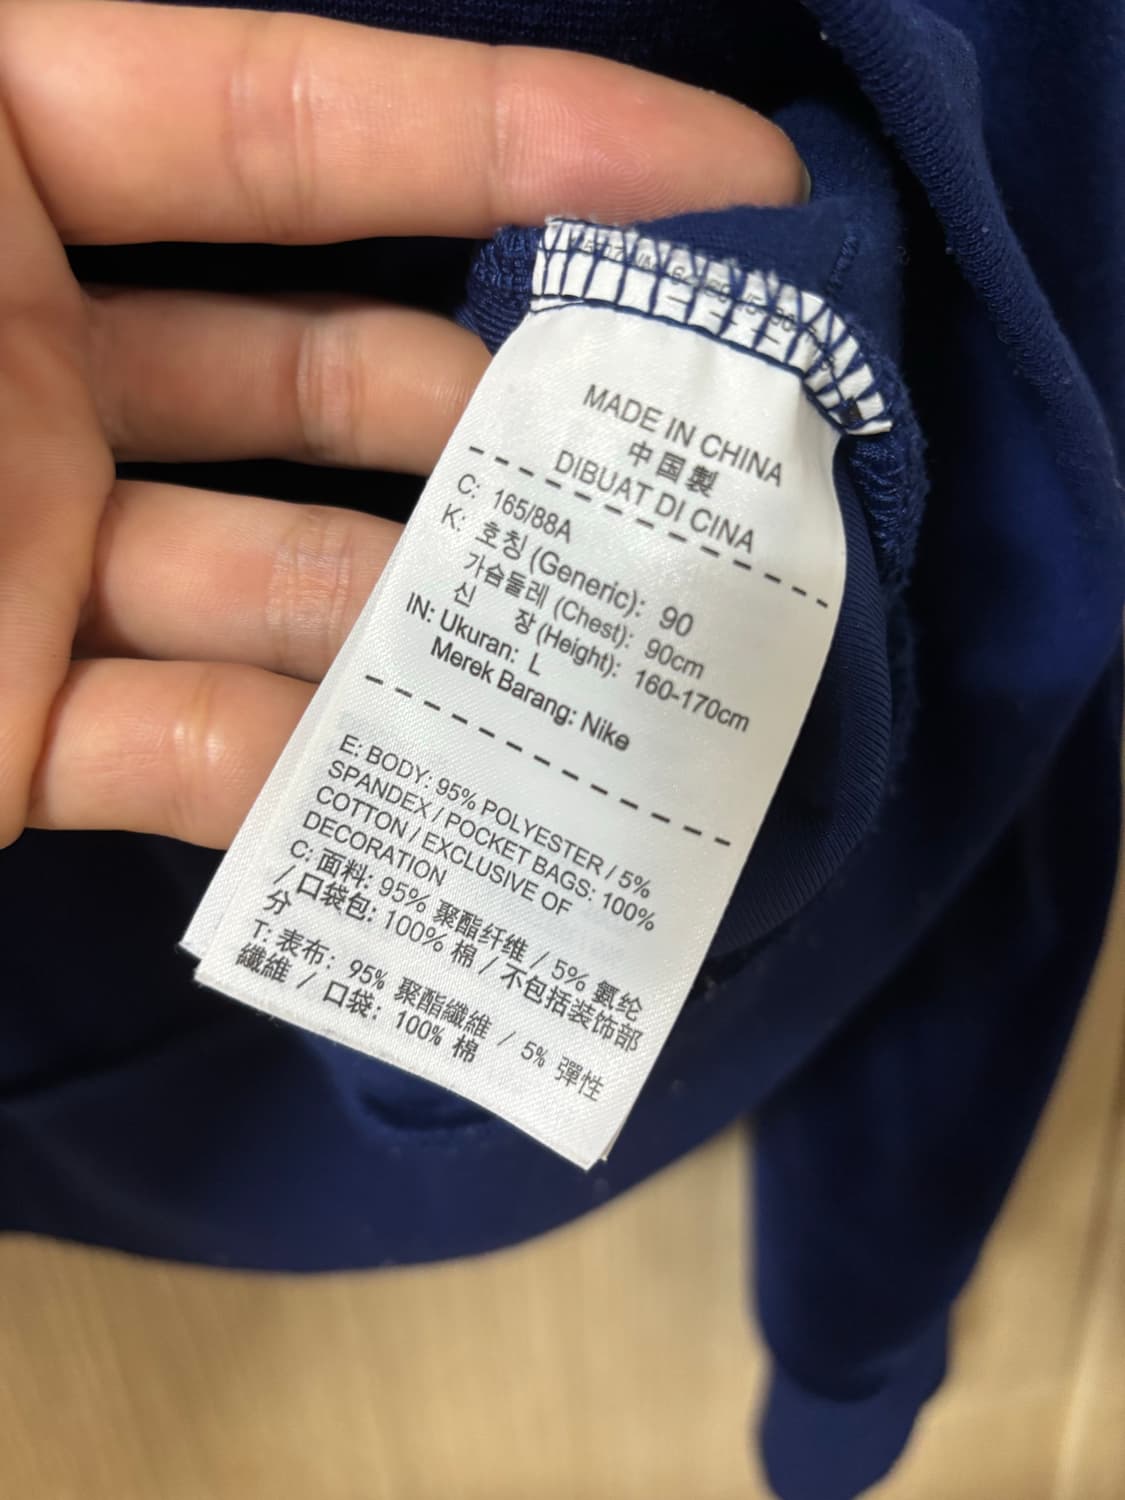 MADE IN CHINA
中国製
DIBUAT DI CINA
C: 165/88A
K: 호칭 (Generic): 90
가슴둘레 (Chest): 90cm
신 장 (Height): 160-170cm
IN: Ukuran: L
Merek Barang: Nike
E: BODY: 95% POLYESTER / 5%
SPANDEX / POCKET BAGS: 100%
COTTON / EXCLUSIVE OF
DECORATION
C: 面料: 95% 聚酯纤维 / 5% 氨纶
/ 口袋包: 100% 棉 / 不包括装饰部
分
T: 表布: 95% 聚酯纖維 / 5% 彈性
纖維 / 口袋: 100% 棉